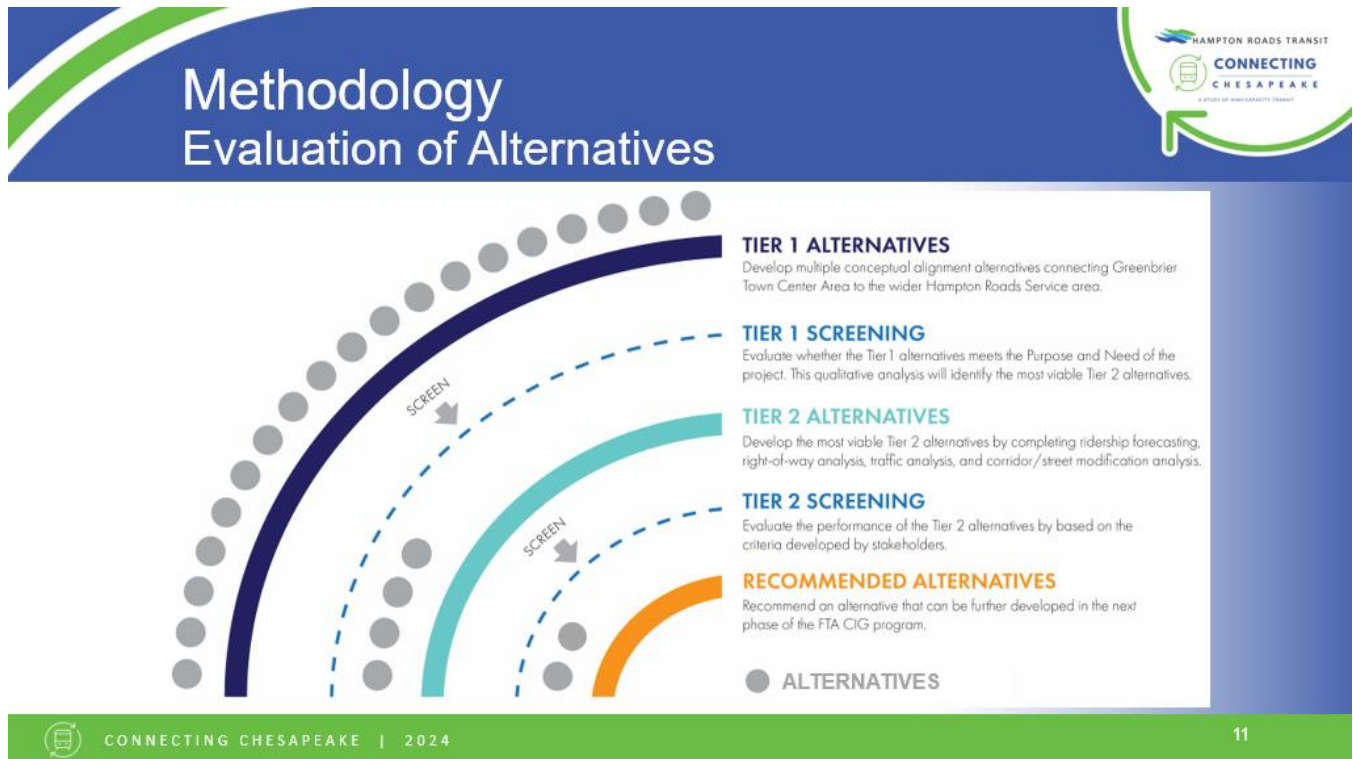 Methodology
Evaluation of Alternatives
HAMPTON ROADS TRANSIT
CONNECTING
CHESAPEAKE
A STUDY OF HIGH-CAPACITY TRANSIT
TIER 1 ALTERNATIVES
Develop multiple conceptual alignment alternatives connecting Greenbrier
Town Center Area to the wider Hampton Roads Service area.
TIER 1 SCREENING
Evaluate whether the Tier 1 alternatives meets the Purpose and Need of the
project. This qualitative analysis will identify the most viable Tier 2 alternatives.
SCREEN
TIER 2 ALTERNATIVES
Develop the most viable Tier 2 alternatives by completing ridership forecasting,
right-of-way analysis, traffic analysis, and corridor/street modification analysis.
TIER 2 SCREENING
Evaluate the performance of the Tier 2 alternatives by based on the
criteria developed by stakeholders.
SCREEN
RECOMMENDED ALTERNATIVES
Recommend an alternative that can be further developed in the next
phase of the FTA CIG program.
ALTERNATIVES
CONNECTING CHESAPEAKE | 2024
11